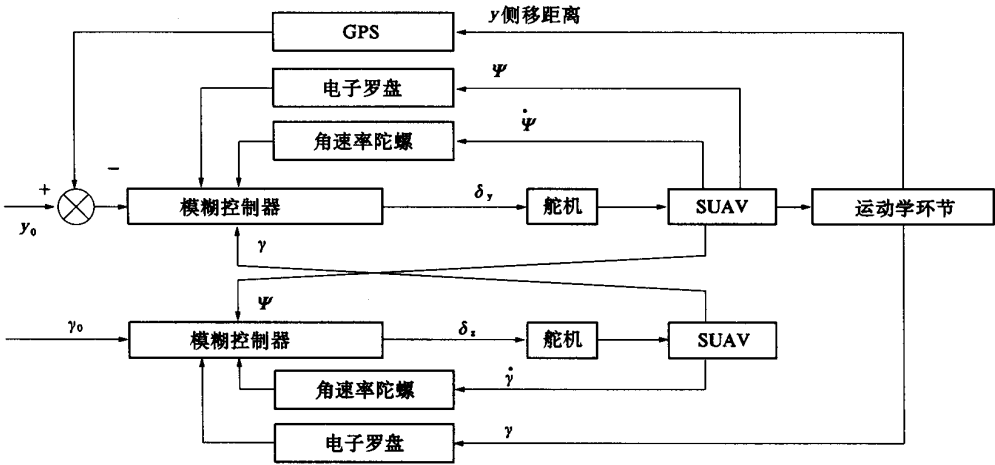 y侧移距离
GPS
Ψ
电子罗盘
Ψ̇
角速率陀螺
−
+
模糊控制器
δy
舵机
SUAV
运动学环节
y₀
γ
Ψ
γ₀
模糊控制器
δz
舵机
SUAV
角速率陀螺
γ̇
电子罗盘
γ